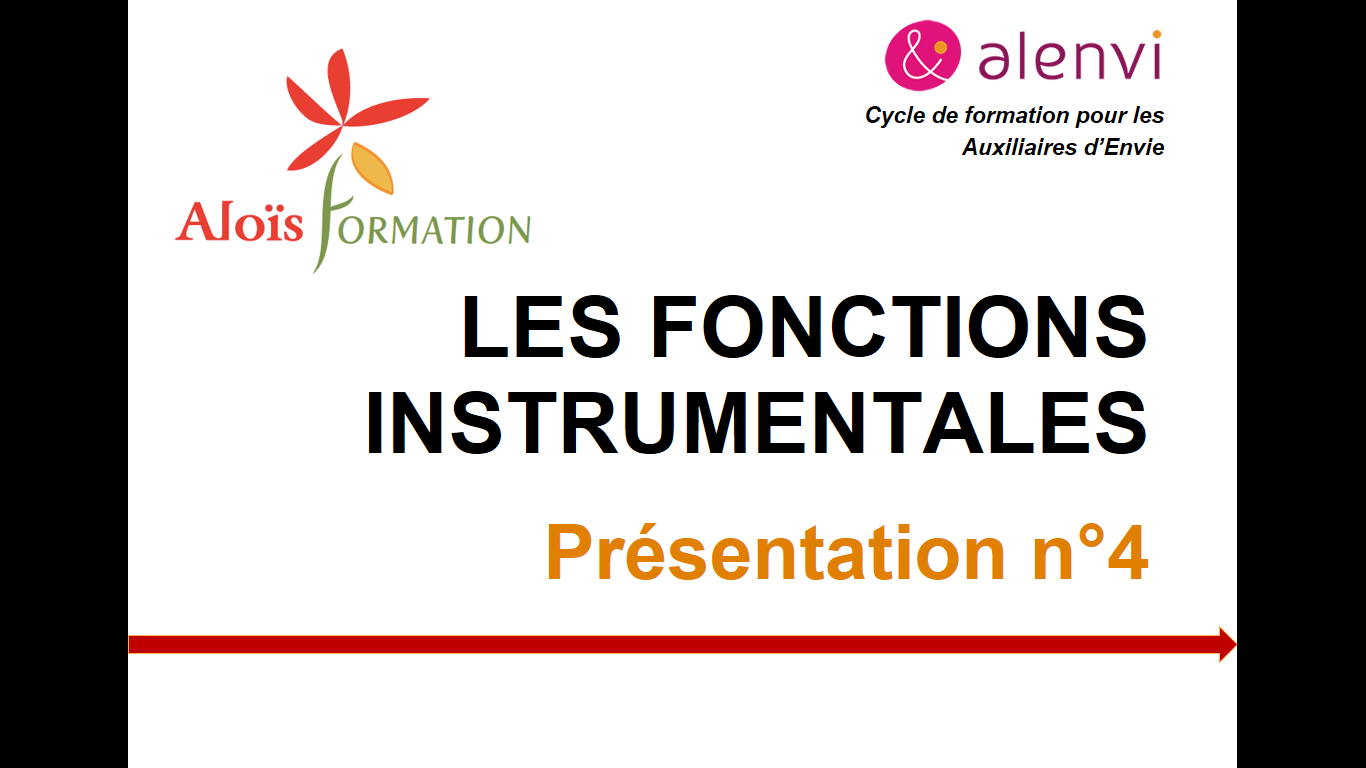 & alenvi
Cycle de formation pour les
Auxiliaires d’Envie
Aloïs FORMATION
LES FONCTIONS
INSTRUMENTALES
Présentation n°4